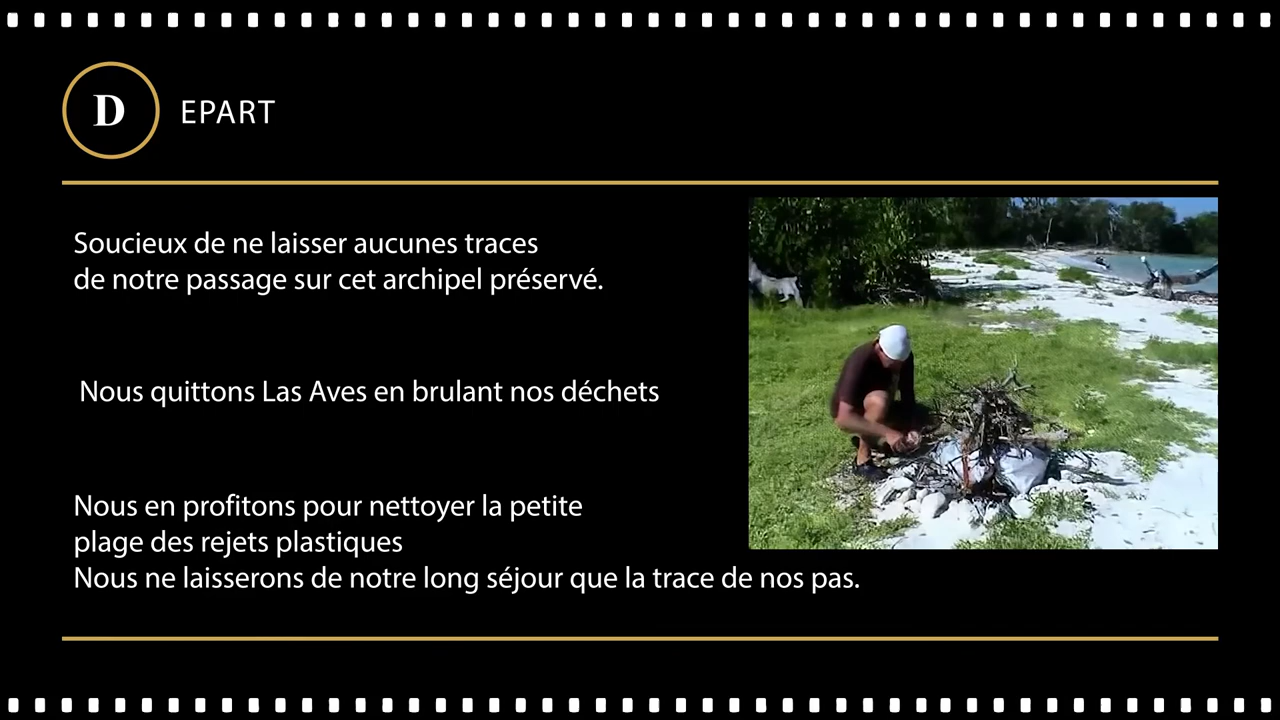 D EPART
Soucieux de ne laisser aucunes traces
de notre passage sur cet archipel préservé.
Nous quittons Las Aves en brulant nos déchets
Nous en profitons pour nettoyer la petite
plage des rejets plastiques
Nous ne laisserons de notre long séjour que la trace de nos pas.